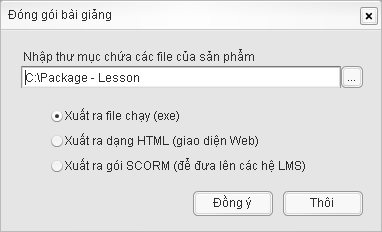 Đóng gói bài giảng
Nhập thư mục chứa các file của sản phẩm
C:\Package - Lesson
...
Xuất ra file chạy (exe)
Xuất ra dạng HTML (giao diện Web)
Xuất ra gói SCORM (để đưa lên các hệ LMS)
Đồng ý Thôi